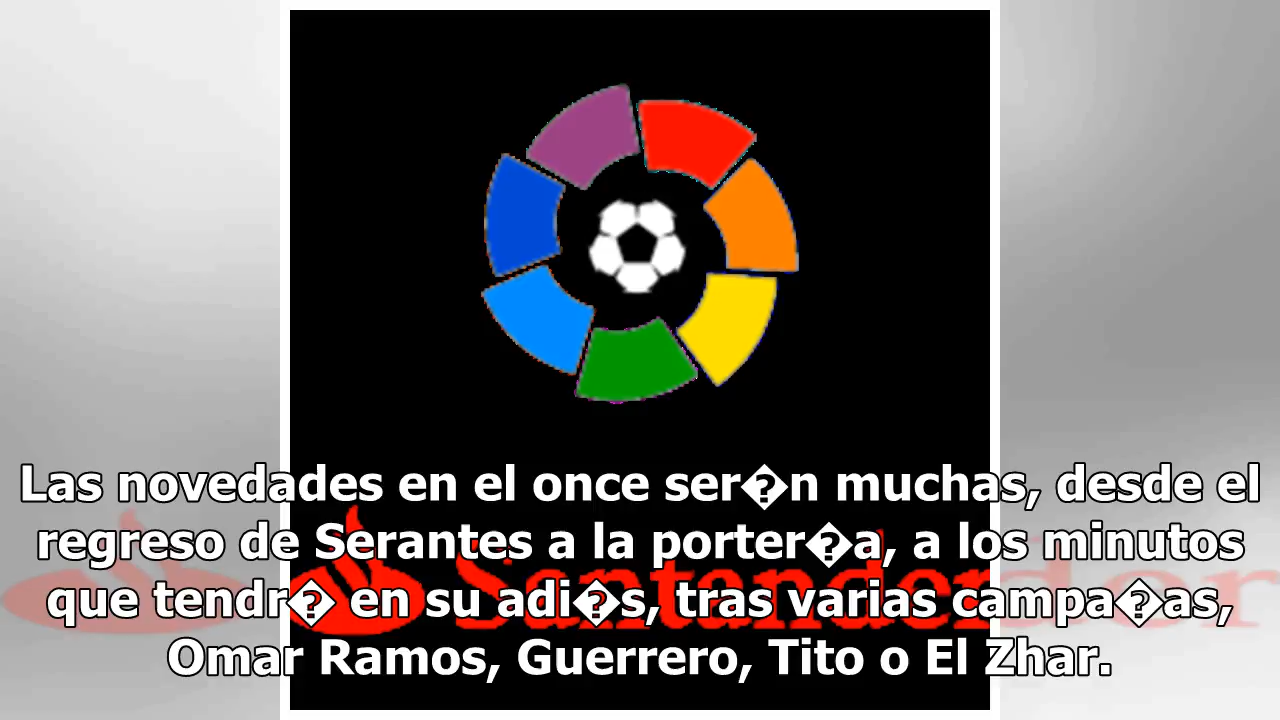 Las novedades en el once ser�n muchas, desde el
regreso de Serantes a la porter�a, a los minutos
que tendr� en su adi�s, tras varias campa�as,
Omar Ramos, Guerrero, Tito o El Zhar.
Santander